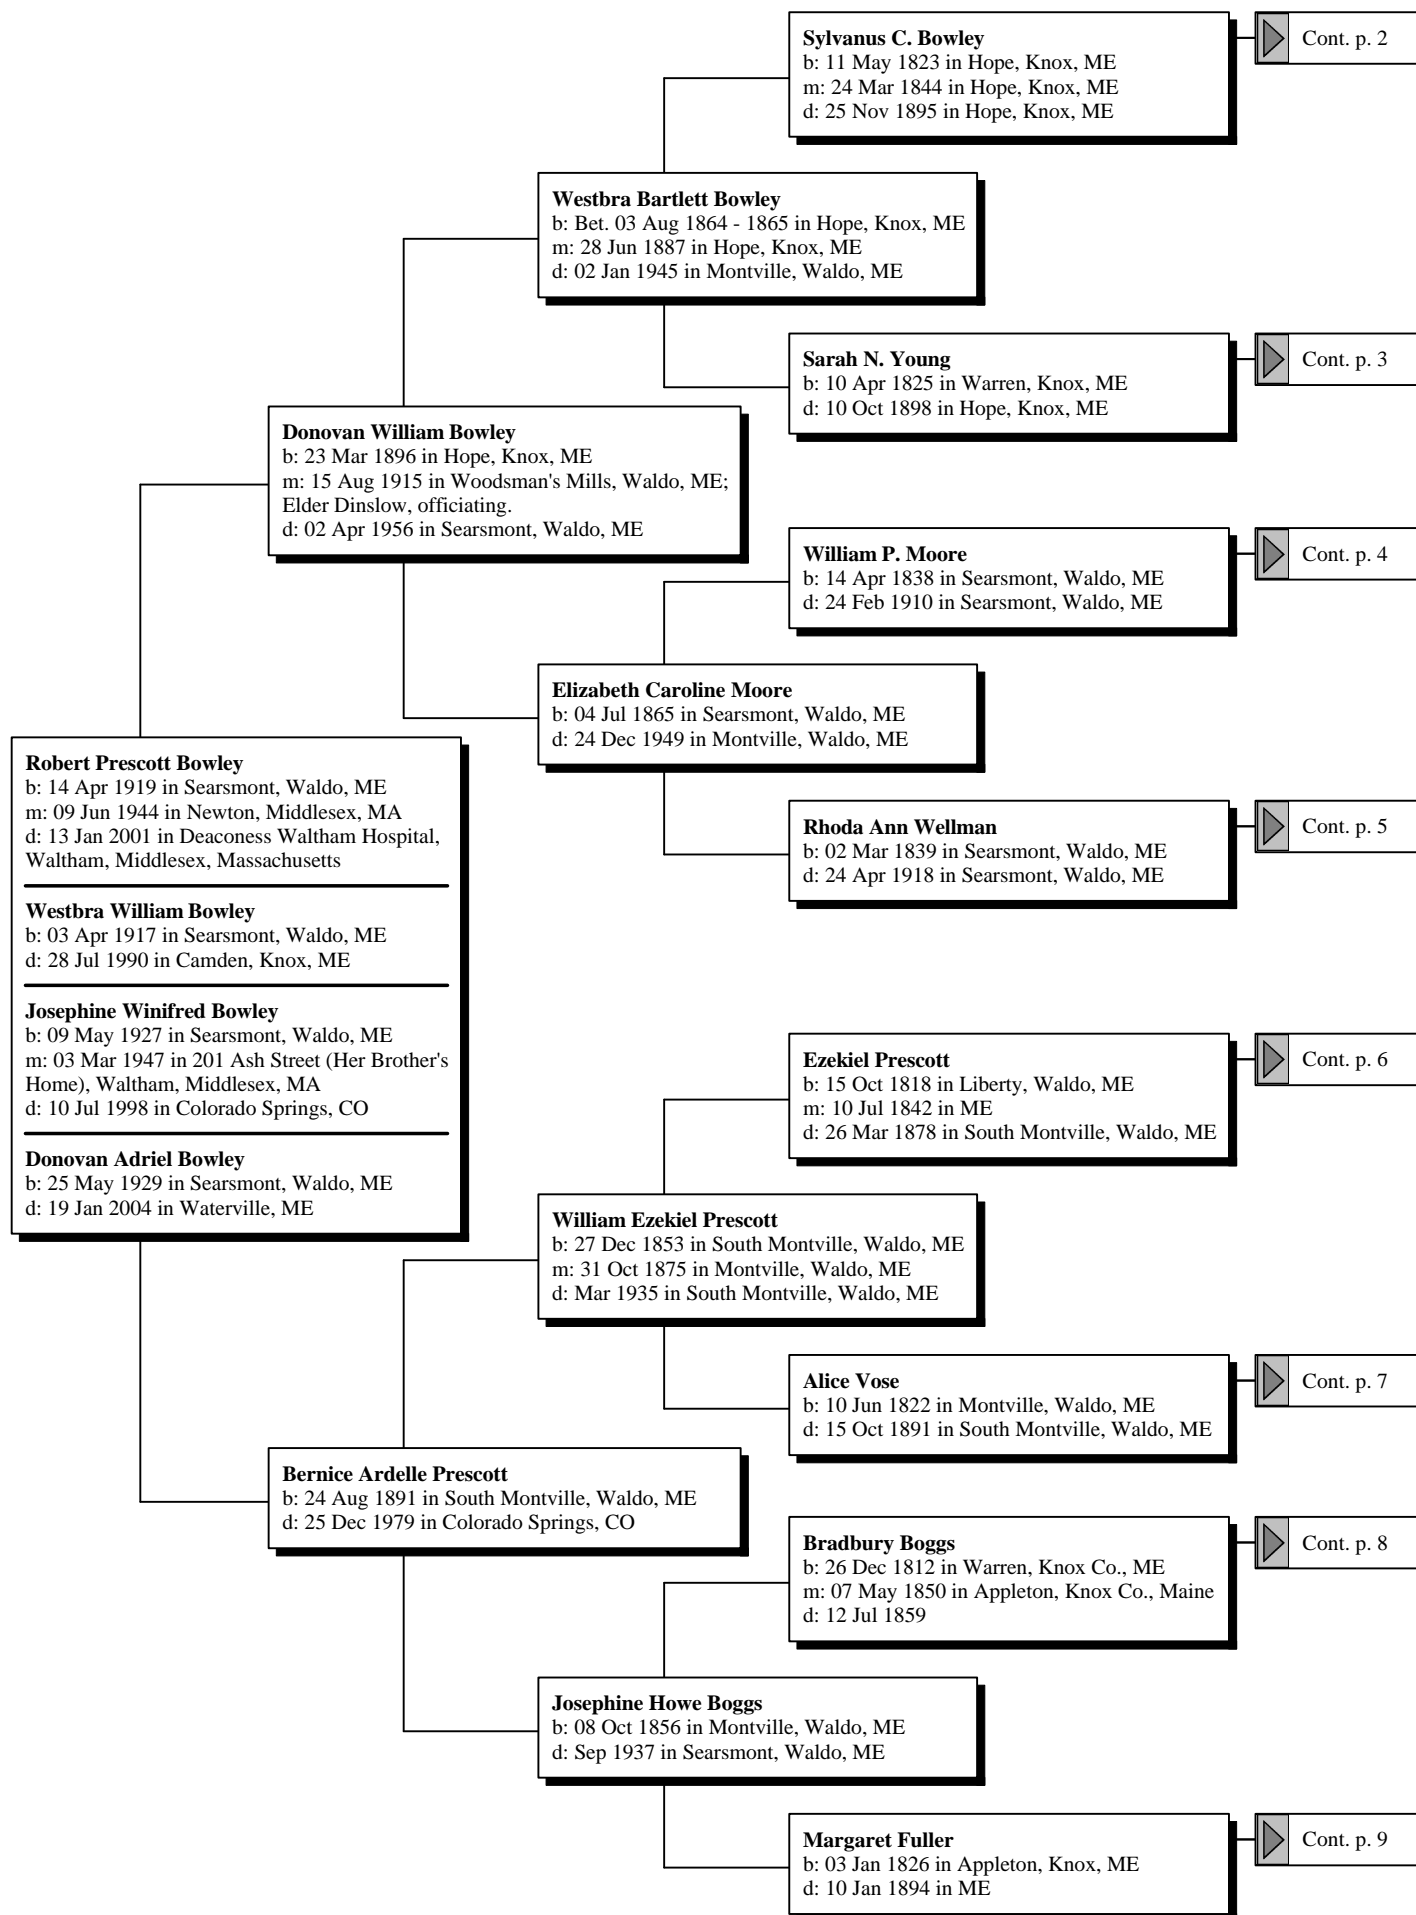 Sylvanus C. Bowley
b: 11 May 1823 in Hope, Knox, ME
m: 24 Mar 1844 in Hope, Knox, ME
d: 25 Nov 1895 in Hope, Knox, ME
Cont. p. 2
Westbra Bartlett Bowley
b: Bet. 03 Aug 1864 - 1865 in Hope, Knox, ME
m: 28 Jun 1887 in Hope, Knox, ME
d: 02 Jan 1945 in Montville, Waldo, ME
Sarah N. Young
b: 10 Apr 1825 in Warren, Knox, ME
d: 10 Oct 1898 in Hope, Knox, ME
Cont. p. 3
Donovan William Bowley
b: 23 Mar 1896 in Hope, Knox, ME
m: 15 Aug 1915 in Woodsman's Mills, Waldo, ME;
Elder Dinslow, officiating.
d: 02 Apr 1956 in Searsmont, Waldo, ME
William P. Moore
b: 14 Apr 1838 in Searsmont, Waldo, ME
d: 24 Feb 1910 in Searsmont, Waldo, ME
Cont. p. 4
Elizabeth Caroline Moore
b: 04 Jul 1865 in Searsmont, Waldo, ME
d: 24 Dec 1949 in Montville, Waldo, ME
Rhoda Ann Wellman
b: 02 Mar 1839 in Searsmont, Waldo, ME
d: 24 Apr 1918 in Searsmont, Waldo, ME
Cont. p. 5
Robert Prescott Bowley
b: 14 Apr 1919 in Searsmont, Waldo, ME
m: 09 Jun 1944 in Newton, Middlesex, MA
d: 13 Jan 2001 in Deaconess Waltham Hospital,
Waltham, Middlesex, Massachusetts
Westbra William Bowley
b: 03 Apr 1917 in Searsmont, Waldo, ME
d: 28 Jul 1990 in Camden, Knox, ME
Josephine Winifred Bowley
b: 09 May 1927 in Searsmont, Waldo, ME
m: 03 Mar 1947 in 201 Ash Street (Her Brother's
Home), Waltham, Middlesex, MA
d: 10 Jul 1998 in Colorado Springs, CO
Donovan Adriel Bowley
b: 25 May 1929 in Searsmont, Waldo, ME
d: 19 Jan 2004 in Waterville, ME
Ezekiel Prescott
b: 15 Oct 1818 in Liberty, Waldo, ME
m: 10 Jul 1842 in ME
d: 26 Mar 1878 in South Montville, Waldo, ME
Cont. p. 6
William Ezekiel Prescott
b: 27 Dec 1853 in South Montville, Waldo, ME
m: 31 Oct 1875 in Montville, Waldo, ME
d: Mar 1935 in South Montville, Waldo, ME
Alice Vose
b: 10 Jun 1822 in Montville, Waldo, ME
d: 15 Oct 1891 in South Montville, Waldo, ME
Cont. p. 7
Bernice Ardelle Prescott
b: 24 Aug 1891 in South Montville, Waldo, ME
d: 25 Dec 1979 in Colorado Springs, CO
Bradbury Boggs
b: 26 Dec 1812 in Warren, Knox Co., ME
m: 07 May 1850 in Appleton, Knox Co., Maine
d: 12 Jul 1859
Cont. p. 8
Josephine Howe Boggs
b: 08 Oct 1856 in Montville, Waldo, ME
d: Sep 1937 in Searsmont, Waldo, ME
Margaret Fuller
b: 03 Jan 1826 in Appleton, Knox, ME
d: 10 Jan 1894 in ME
Cont. p. 9